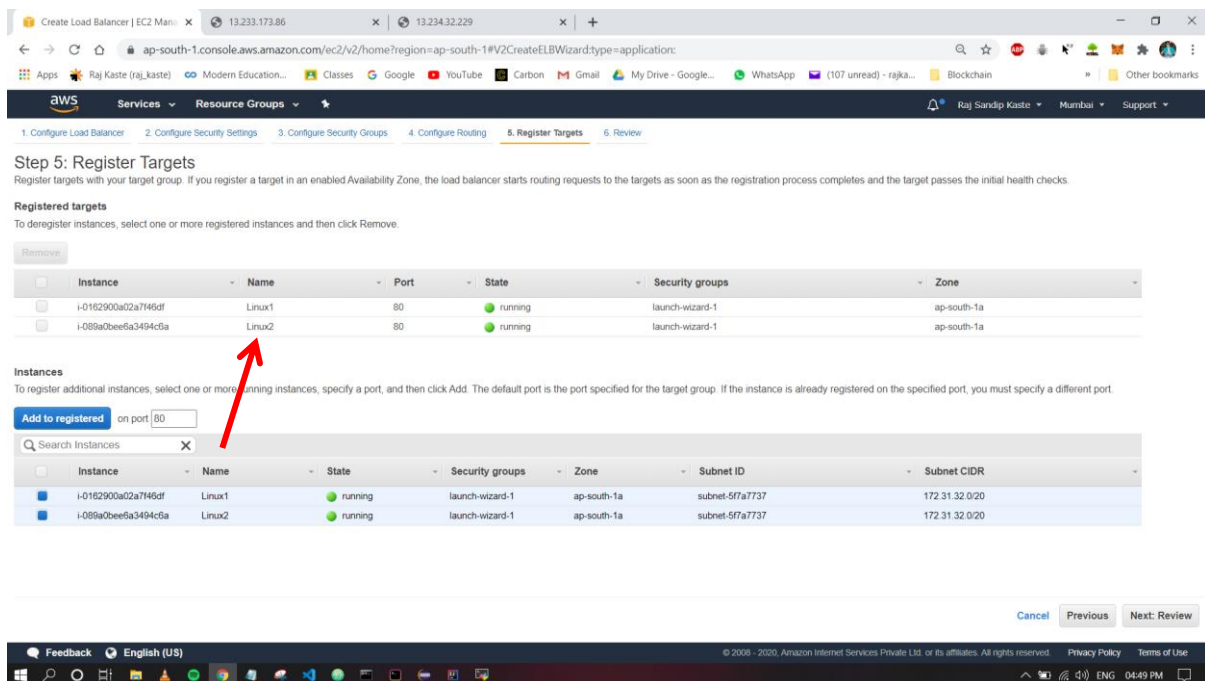 Create Load Balancer | EC2 Mana
13.233.173.86
13.234.32.229
ap-south-1.console.aws.amazon.com/ec2/v2/home?region=ap-south-1#V2CreateELBWizard:type=application:
Apps Raj Kaste (raj_kaste) Modern Education... Classes Google YouTube Carbon Gmail My Drive - Google... WhatsApp (107 unread) - rajka... Blockchain » Other bookmarks
aws Services Resource Groups Raj Sandip Kaste Mumbai Support
1. Configure Load Balancer 2. Configure Security Settings 3. Configure Security Groups 4. Configure Routing 5. Register Targets 6. Review
Step 5: Register Targets
Register targets with your target group. If you register a target in an enabled Availability Zone, the load balancer starts routing requests to the targets as soon as the registration process completes and the target passes the initial health checks.
Registered targets
To deregister instances, select one or more registered instances and then click Remove.
Remove
Instance Name Port State Security groups Zone
i-0162900a02a7f46df Linux1 80 running launch-wizard-1 ap-south-1a
i-089a0bee6a3494c6a Linux2 80 running launch-wizard-1 ap-south-1a
Instances
To register additional instances, select one or more running instances, specify a port, and then click Add. The default port is the port specified for the target group. If the instance is already registered on the specified port, you must specify a different port.
Add to registered on port 80
Search Instances
Instance Name State Security groups Zone Subnet ID Subnet CIDR
i-0162900a02a7f46df Linux1 running launch-wizard-1 ap-south-1a subnet-5f7a7737 172.31.32.0/20
i-089a0bee6a3494c6a Linux2 running launch-wizard-1 ap-south-1a subnet-5f7a7737 172.31.32.0/20
Cancel Previous Next: Review
Feedback English (US) © 2008 - 2020, Amazon Internet Services Private Ltd. or its affiliates. All rights reserved. Privacy Policy Terms of Use
ENG 04:49 PM